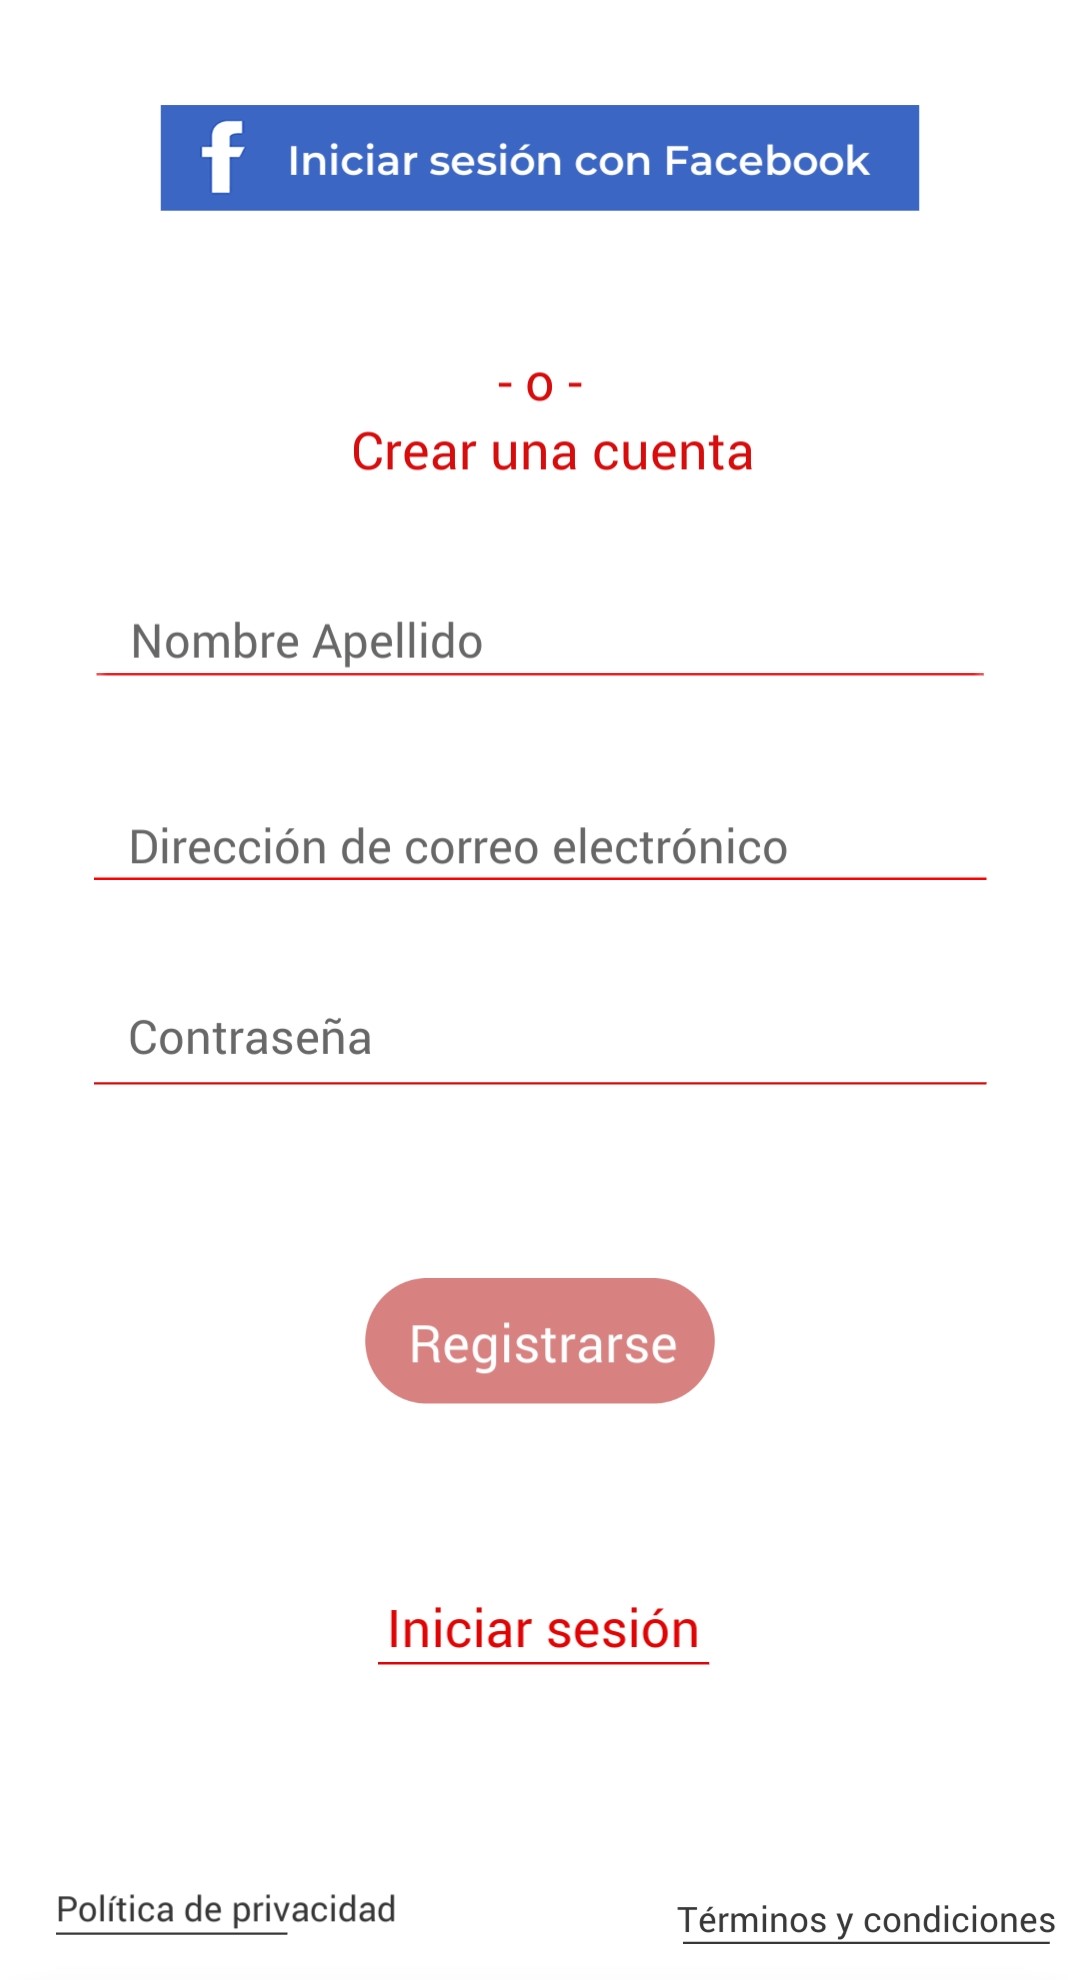 f Iniciar sesión con Facebook
- o -
Crear una cuenta
Nombre Apellido
Dirección de correo electrónico
Contraseña
Registrarse
Iniciar sesión
Política de privacidad
Términos y condiciones